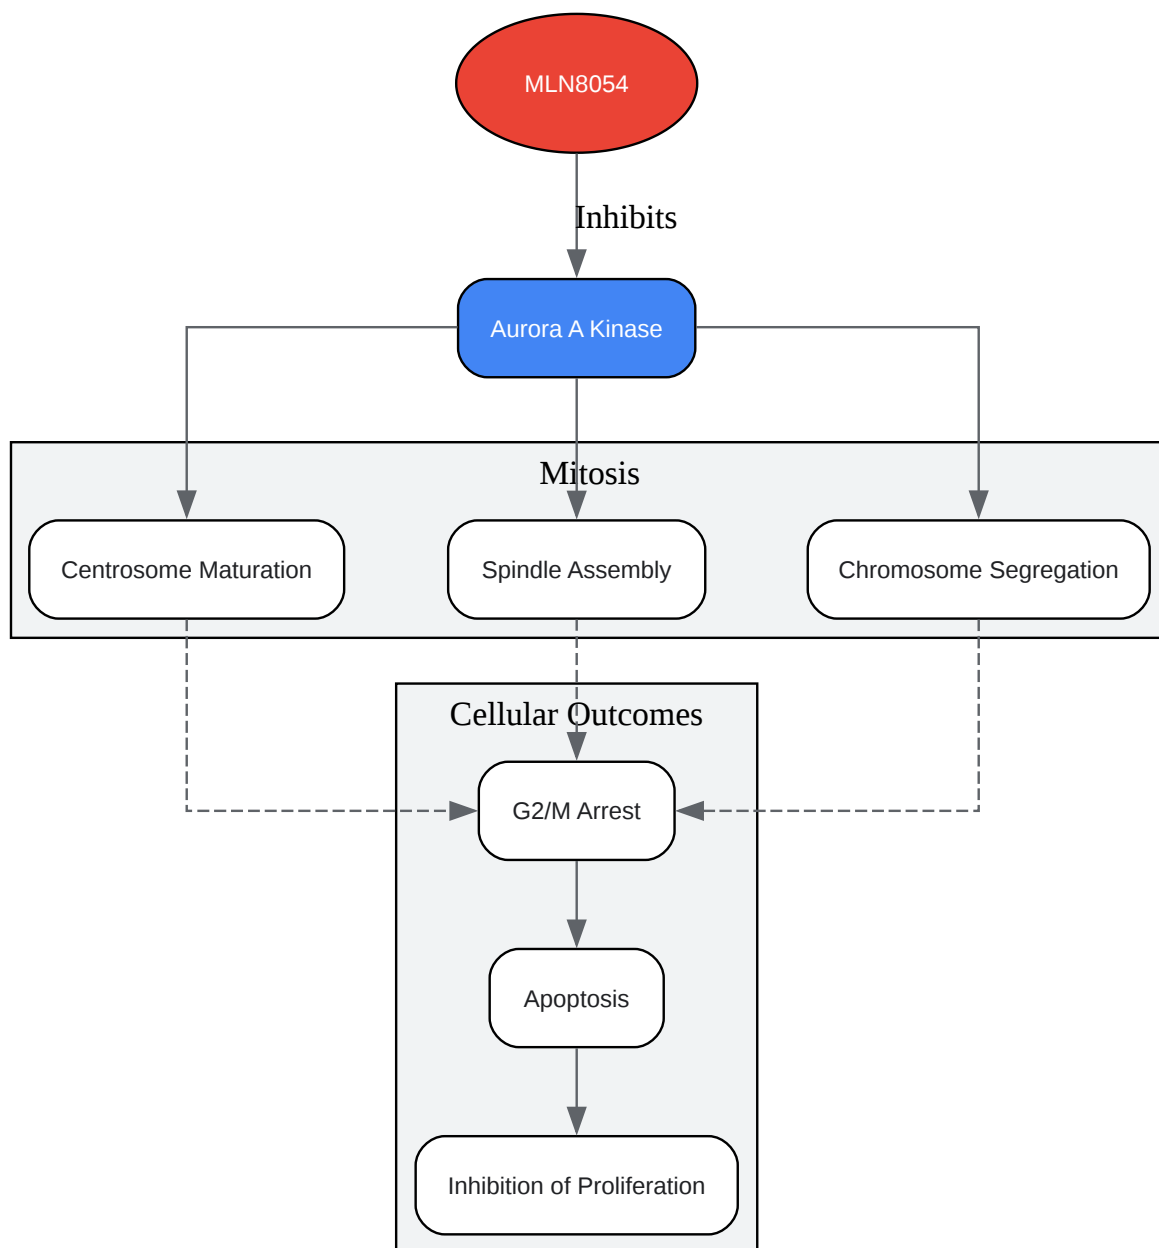 MLN8054
Inhibits
Aurora A Kinase
Mitosis
Centrosome Maturation
Spindle Assembly
Chromosome Segregation
Cellular Outcomes
G2/M Arrest
Apoptosis
Inhibition of Proliferation